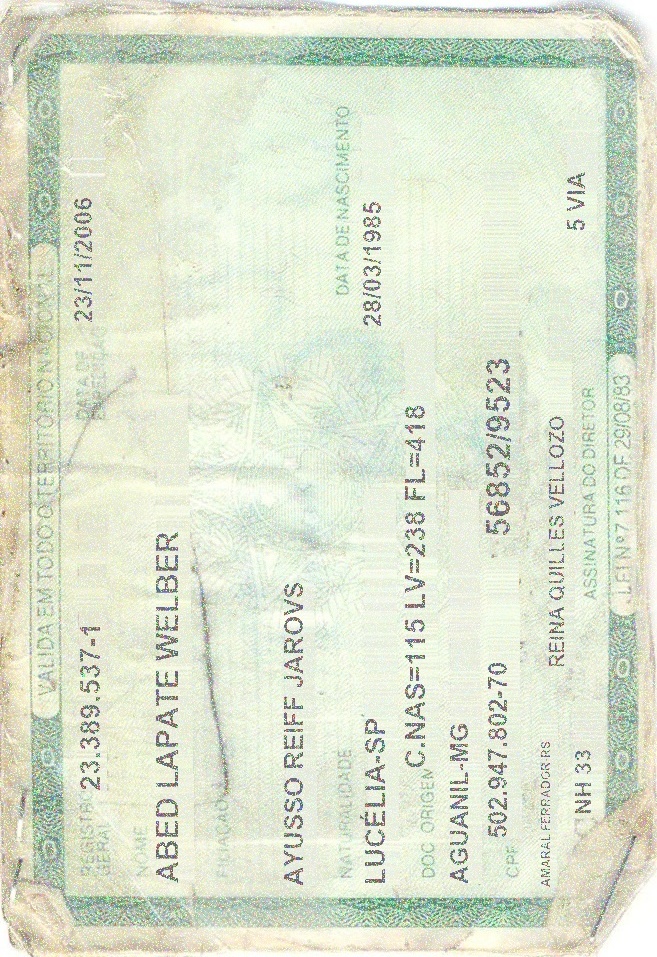 VÁLIDA EM TODO O TERRITÓRIO NACIONAL
REGISTRO GERAL 23.389.537-1 DATA DE EXPEDIÇÃO 23/11/2006
NOME
ABED LAPATE WELBER
FILIAÇÃO
AYUSSO REIFF JAROVS
NATURALIDADE DATA DE NASCIMENTO
LUCÉLIA-SP 28/03/1985
DOC ORIGEM C.NAS=115 LV=238 FL=418
AGUANIL-MG
CPF 502.947.802-70 56852/9523
AMARAL FERRADOR RS REINA QUILLES VELLOZO 5 VIA
NH 33 ASSINATURA DO DIRETOR
LEI Nº 7.116 DE 29/08/83